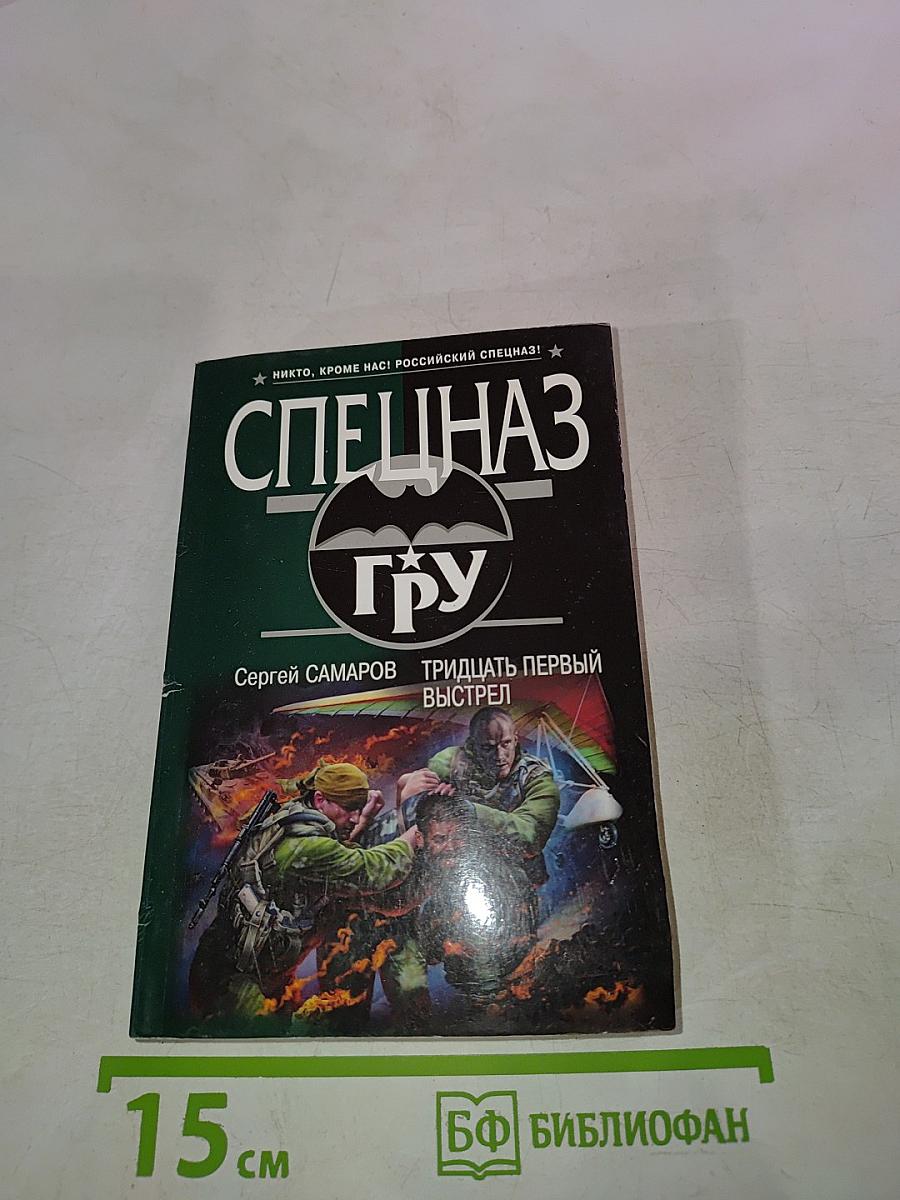 НИКТО, КРОМЕ НАС! РОССИЙСКИЙ СПЕЦНАЗ!
СПЕЦНАЗ
ГРУ
Сергей САМАРОВ
ТРИДЦАТЬ ПЕРВЫЙ
ВЫСТРЕЛ
15 см
БФ БИБЛИОФАН